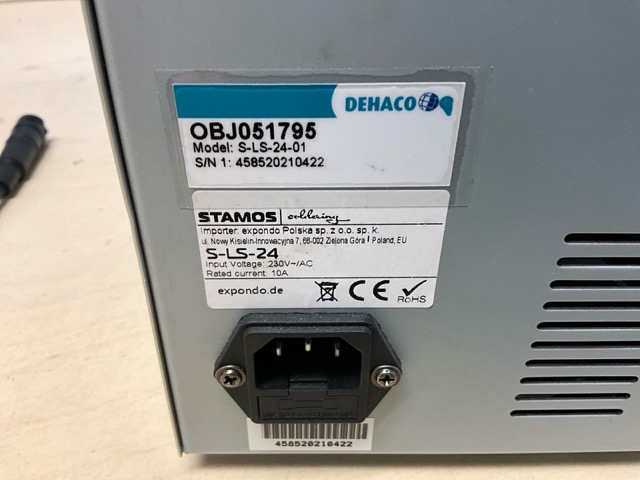 DEHACO
OBJ051795
Model: S-LS-24-01
S/N 1: 458520210422
STAMOS soldering
Importer: expondo Polska sp. z o.o. sp. k.
ul. Nowy Kisielin-Innowacyjna 7, 66-002 Zielona Góra | Poland, EU
S-LS-24
Input Voltage: 230V~/AC
Rated current: 10A
expondo.de
CE
RoHS
458520210422